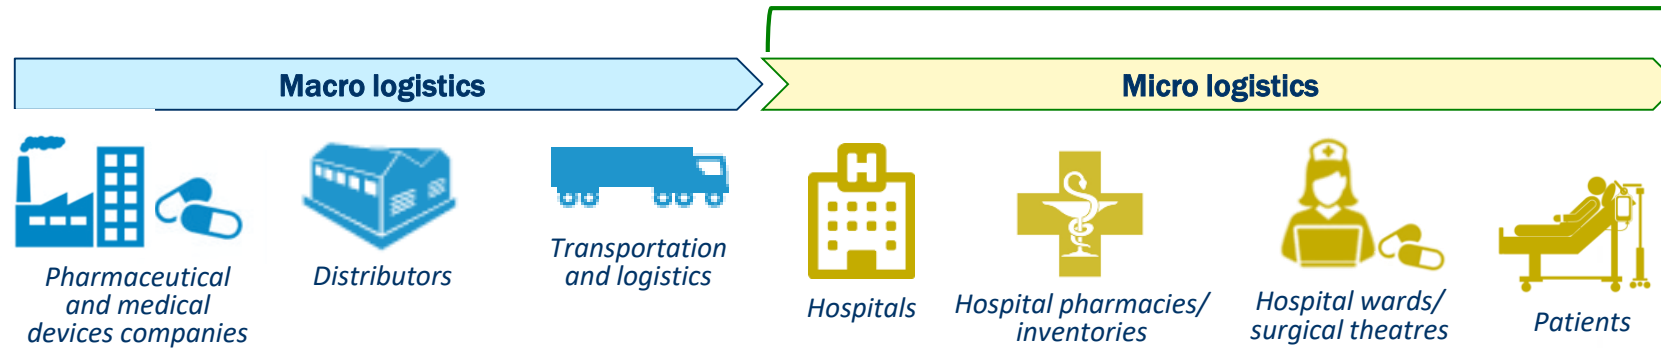 Macro logistics
Micro logistics
Pharmaceutical
and medical
devices companies
Distributors
Transportation
and logistics
H
Hospitals
Hospital pharmacies/
inventories
Hospital wards/
surgical theatres
Patients